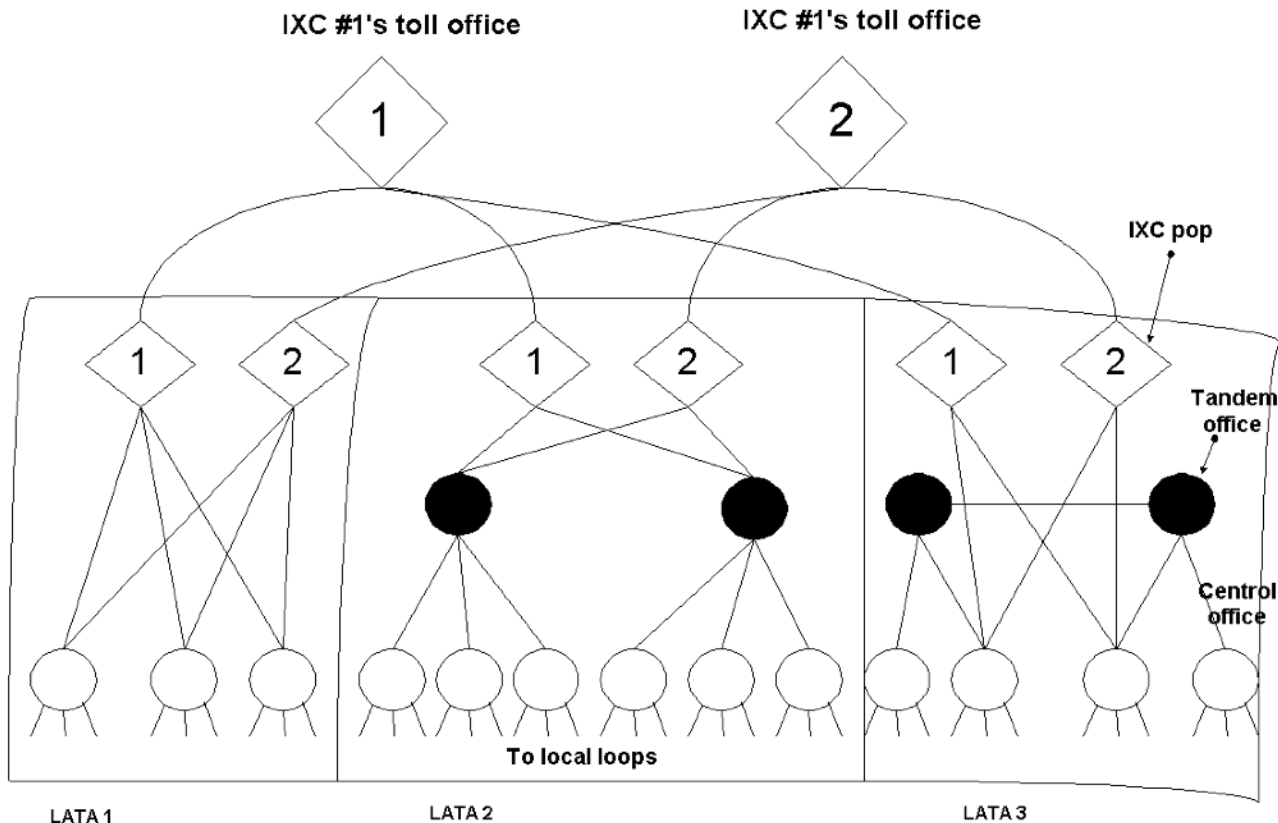 IXC #1's toll office
IXC #1's toll office
1
2
IXC pop
1
2
1
2
1
2
Tandem
office
Centrol
office
To local loops
LATA 1
LATA 2
LATA 3